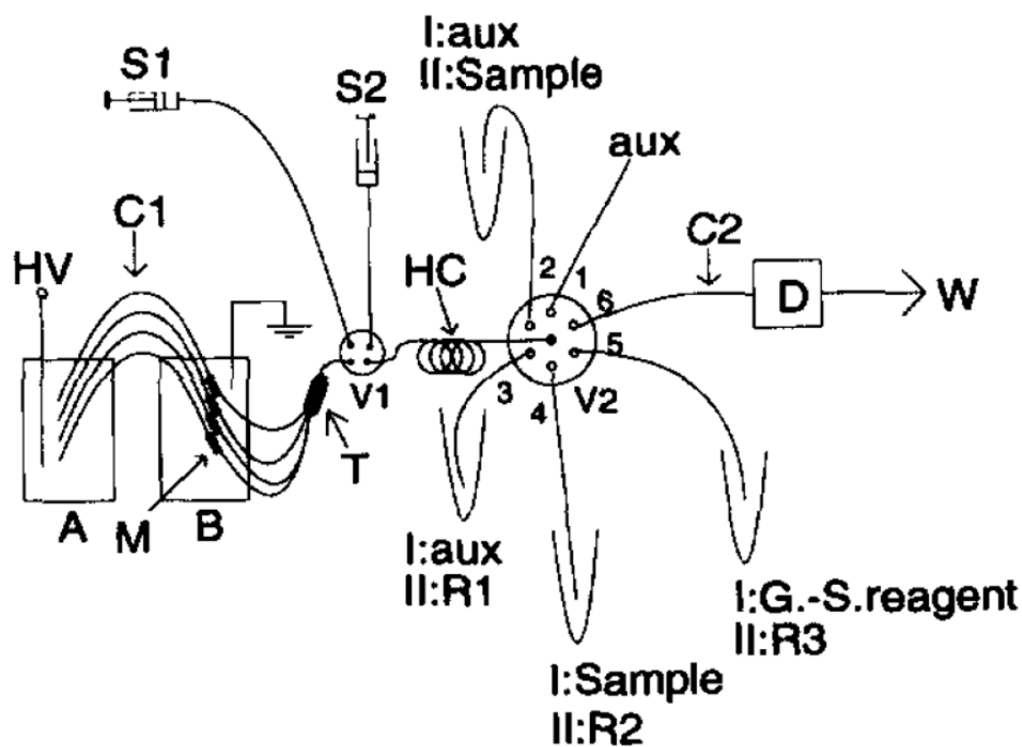 I:aux
II:Sample
S1
S2
aux
C1
C2
HV
HC
2
1
6
D
W
5
V1
3
4
V2
T
A
M
B
I:aux
II:R1
I:G.-S.reagent
II:R3
I:Sample
II:R2